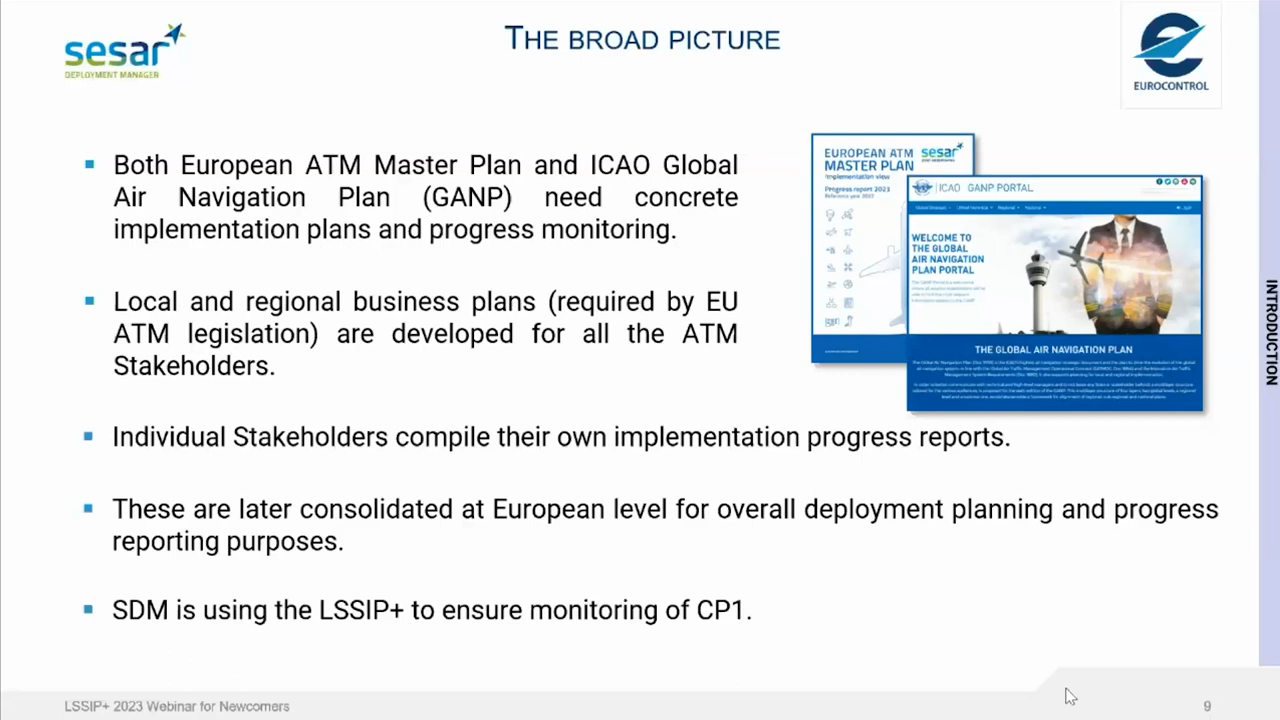 sesar
DEPLOYMENT MANAGER
THE BROAD PICTURE
EUROCONTROL
Both European ATM Master Plan and ICAO Global
Air Navigation Plan (GANP) need concrete
implementation plans and progress monitoring.
Local and regional business plans (required by EU
ATM legislation) are developed for all the ATM
Stakeholders.
Individual Stakeholders compile their own implementation progress reports.
These are later consolidated at European level for overall deployment planning and progress
reporting purposes.
SDM is using the LSSIP+ to ensure monitoring of CP1.
EUROPEAN ATM
MASTER PLAN
sesar
Implementation view
Progress report 2023
ICAO GANP PORTAL
WELCOME TO
THE GLOBAL
AIR NAVIGATION
PLAN PORTAL
THE GLOBAL AIR NAVIGATION PLAN
INTRODUCTION
LSSIP+ 2023 Webinar for Newcomers
9